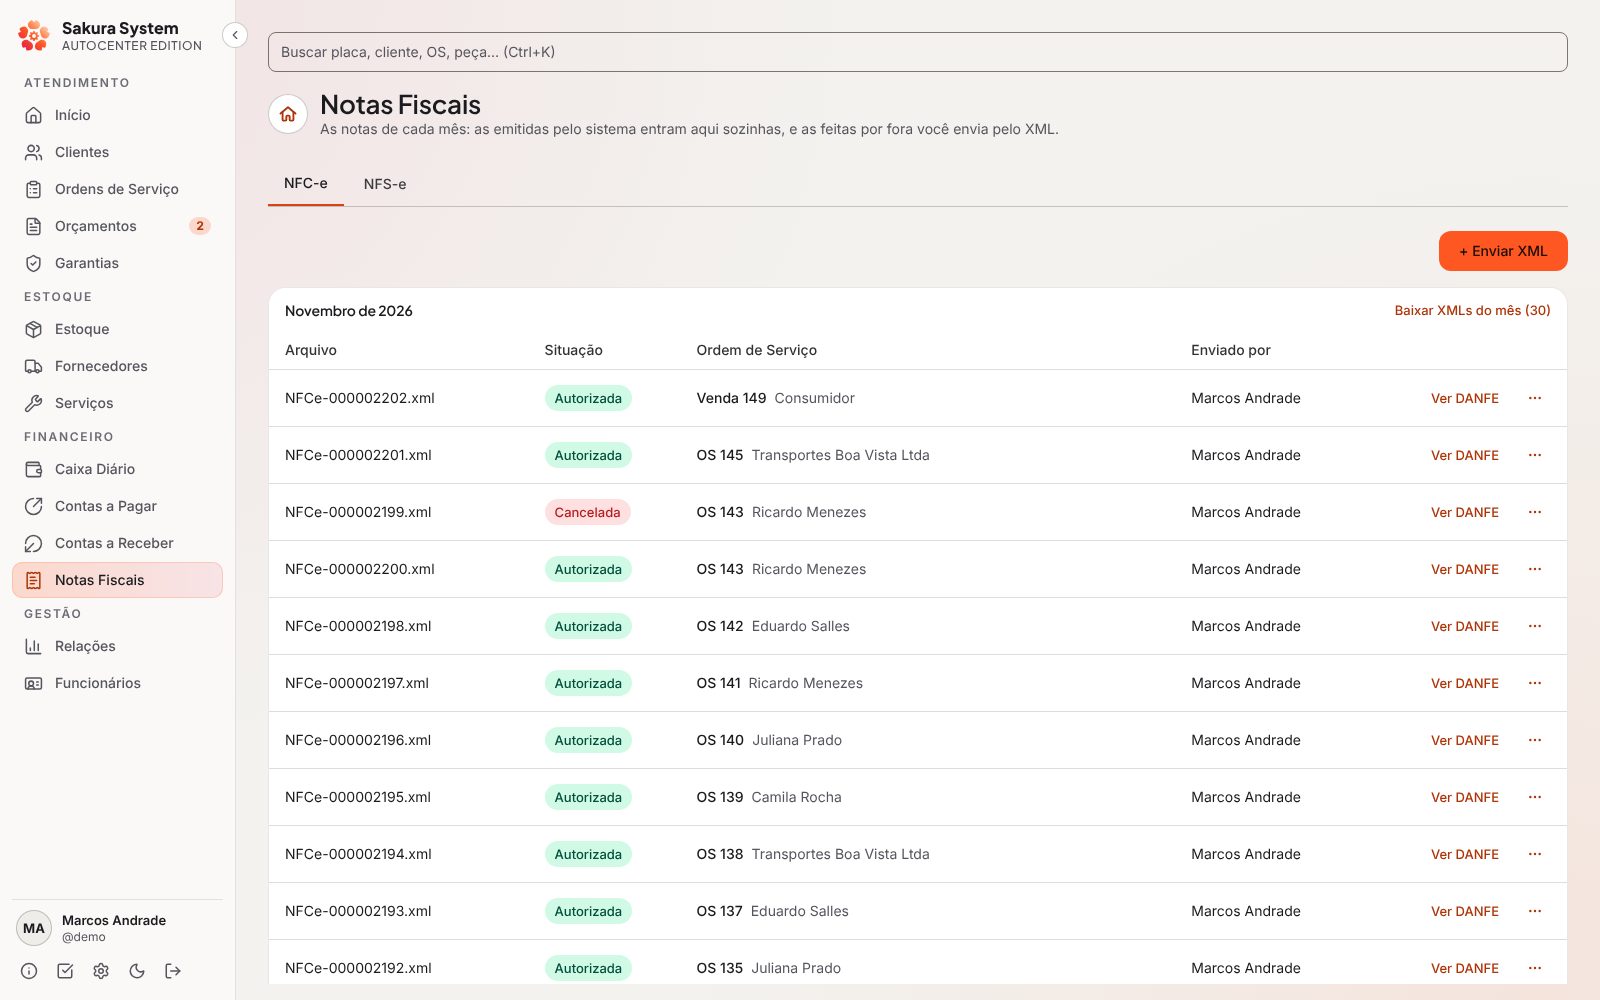 Sakura System
AUTOCENTER EDITION
ATENDIMENTO
Início
Clientes
Ordens de Serviço
Orçamentos 2
Garantias
ESTOQUE
Estoque
Fornecedores
Serviços
FINANCEIRO
Caixa Diário
Contas a Pagar
Contas a Receber
Notas Fiscais
GESTÃO
Relações
Funcionários
MA
Marcos Andrade
@demo
Buscar placa, cliente, OS, peça... (Ctrl+K)
Notas Fiscais
As notas de cada mês: as emitidas pelo sistema entram aqui sozinhas, e as feitas por fora você envia pelo XML.
NFC-e NFS-e
+ Enviar XML
Novembro de 2026 Baixar XMLs do mês (30)
Arquivo Situação Ordem de Serviço Enviado por
NFCe-000002202.xml Autorizada Venda 149 Consumidor Marcos Andrade Ver DANFE ···
NFCe-000002201.xml Autorizada OS 145 Transportes Boa Vista Ltda Marcos Andrade Ver DANFE ···
NFCe-000002199.xml Cancelada OS 143 Ricardo Menezes Marcos Andrade Ver DANFE ···
NFCe-000002200.xml Autorizada OS 143 Ricardo Menezes Marcos Andrade Ver DANFE ···
NFCe-000002198.xml Autorizada OS 142 Eduardo Salles Marcos Andrade Ver DANFE ···
NFCe-000002197.xml Autorizada OS 141 Ricardo Menezes Marcos Andrade Ver DANFE ···
NFCe-000002196.xml Autorizada OS 140 Juliana Prado Marcos Andrade Ver DANFE ···
NFCe-000002195.xml Autorizada OS 139 Camila Rocha Marcos Andrade Ver DANFE ···
NFCe-000002194.xml Autorizada OS 138 Transportes Boa Vista Ltda Marcos Andrade Ver DANFE ···
NFCe-000002193.xml Autorizada OS 137 Eduardo Salles Marcos Andrade Ver DANFE ···
NFCe-000002192.xml Autorizada OS 135 Juliana Prado Marcos Andrade Ver DANFE ···